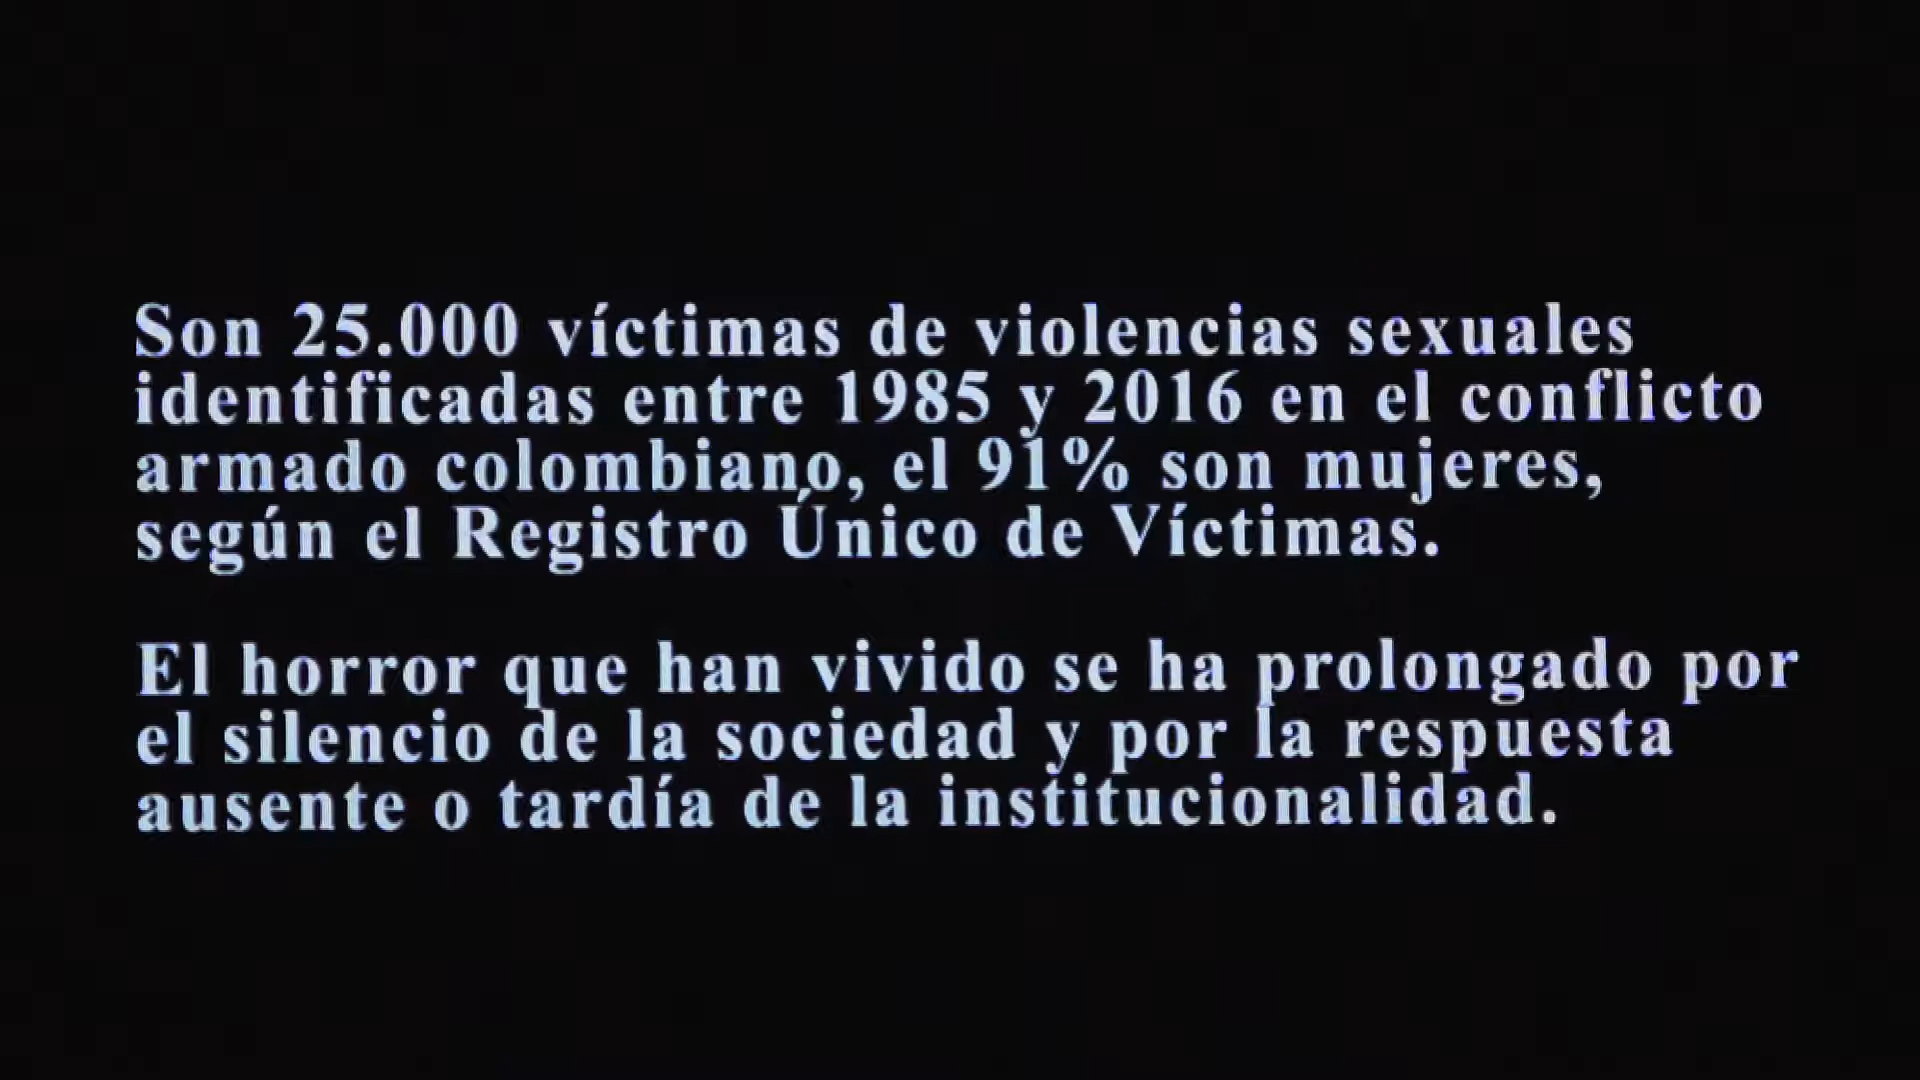 Son 25.000 víctimas de violencias sexuales
identificadas entre 1985 y 2016 en el conflicto
armado colombiano, el 91% son mujeres,
según el Registro Único de Víctimas.
El horror que han vivido se ha prolongado por
el silencio de la sociedad y por la respuesta
ausente o tardía de la institucionalidad.